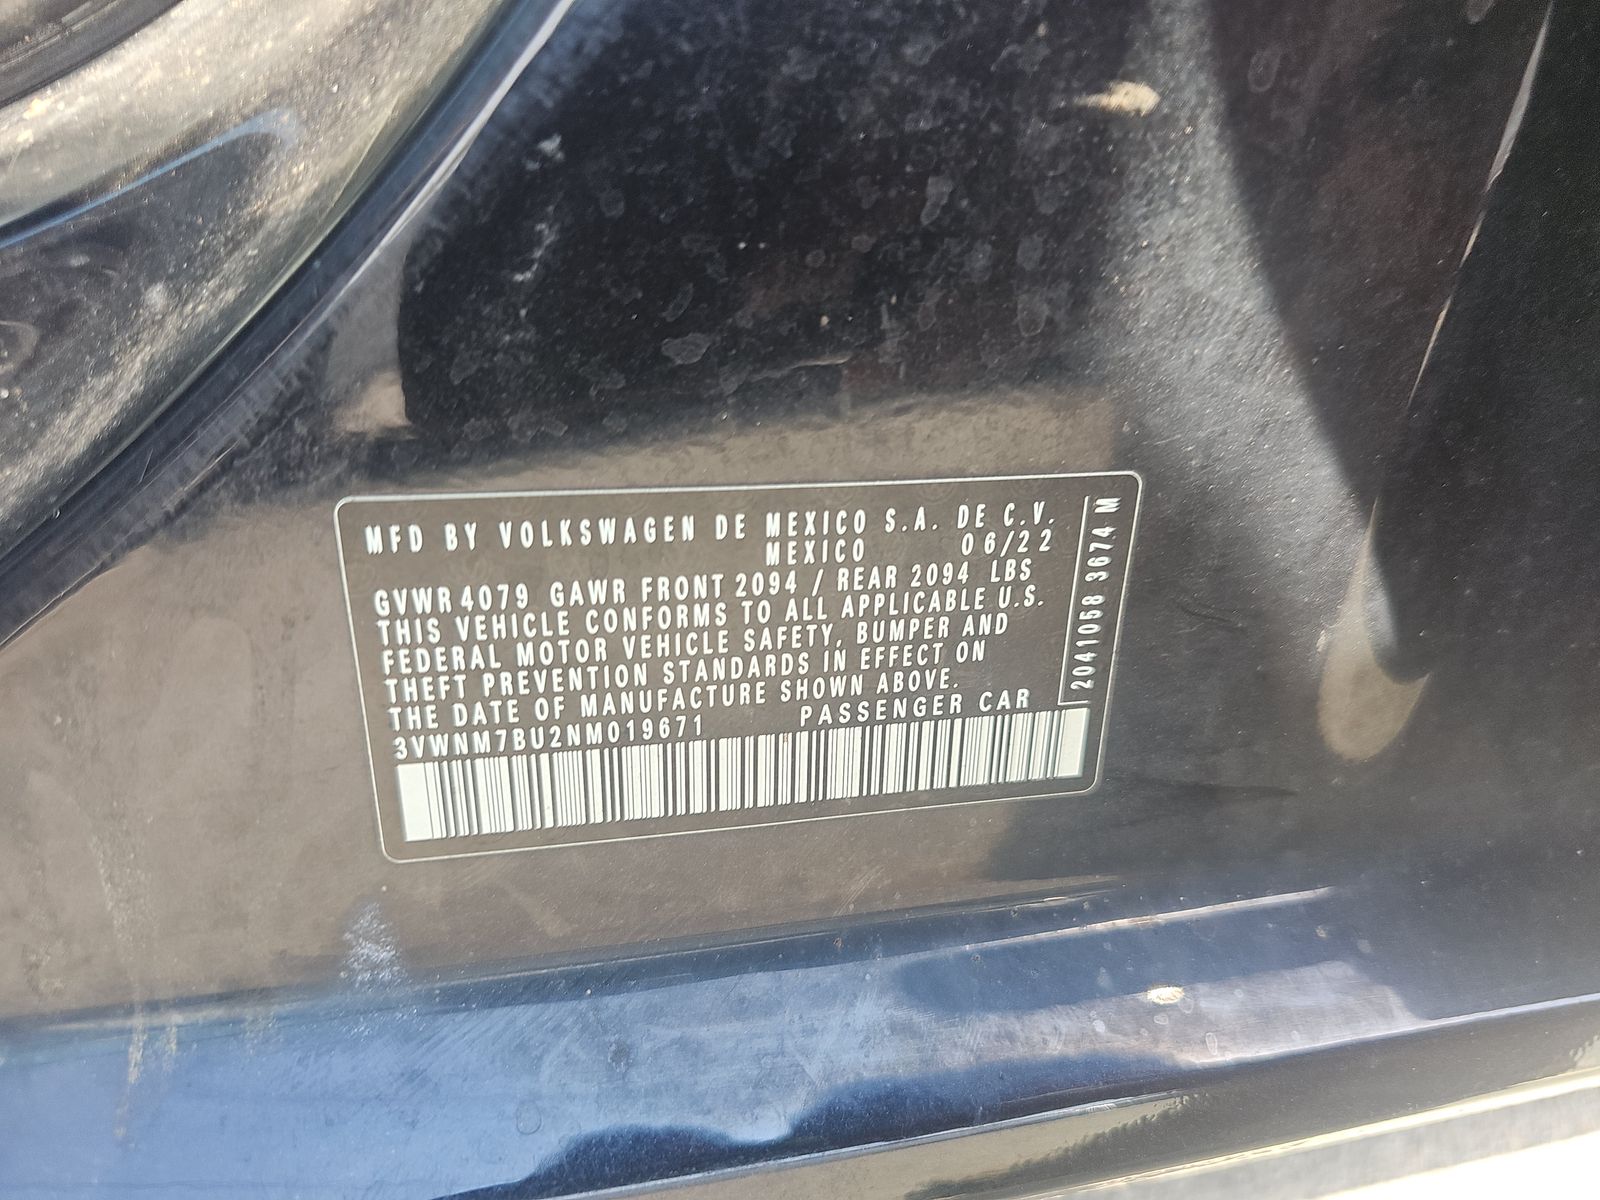 MFD BY VOLKSWAGEN DE MEXICO S.A. DE C.V.
MEXICO 06/22
GVWR 4079 GAWR FRONT 2094 / REAR 2094 LBS
THIS VEHICLE CONFORMS TO ALL APPLICABLE U.S.
FEDERAL MOTOR VEHICLE SAFETY, BUMPER AND
THEFT PREVENTION STANDARDS IN EFFECT ON
THE DATE OF MANUFACTURE SHOWN ABOVE.
3VWNM7BU2NM019671 PASSENGER CAR
2041058 3674 M